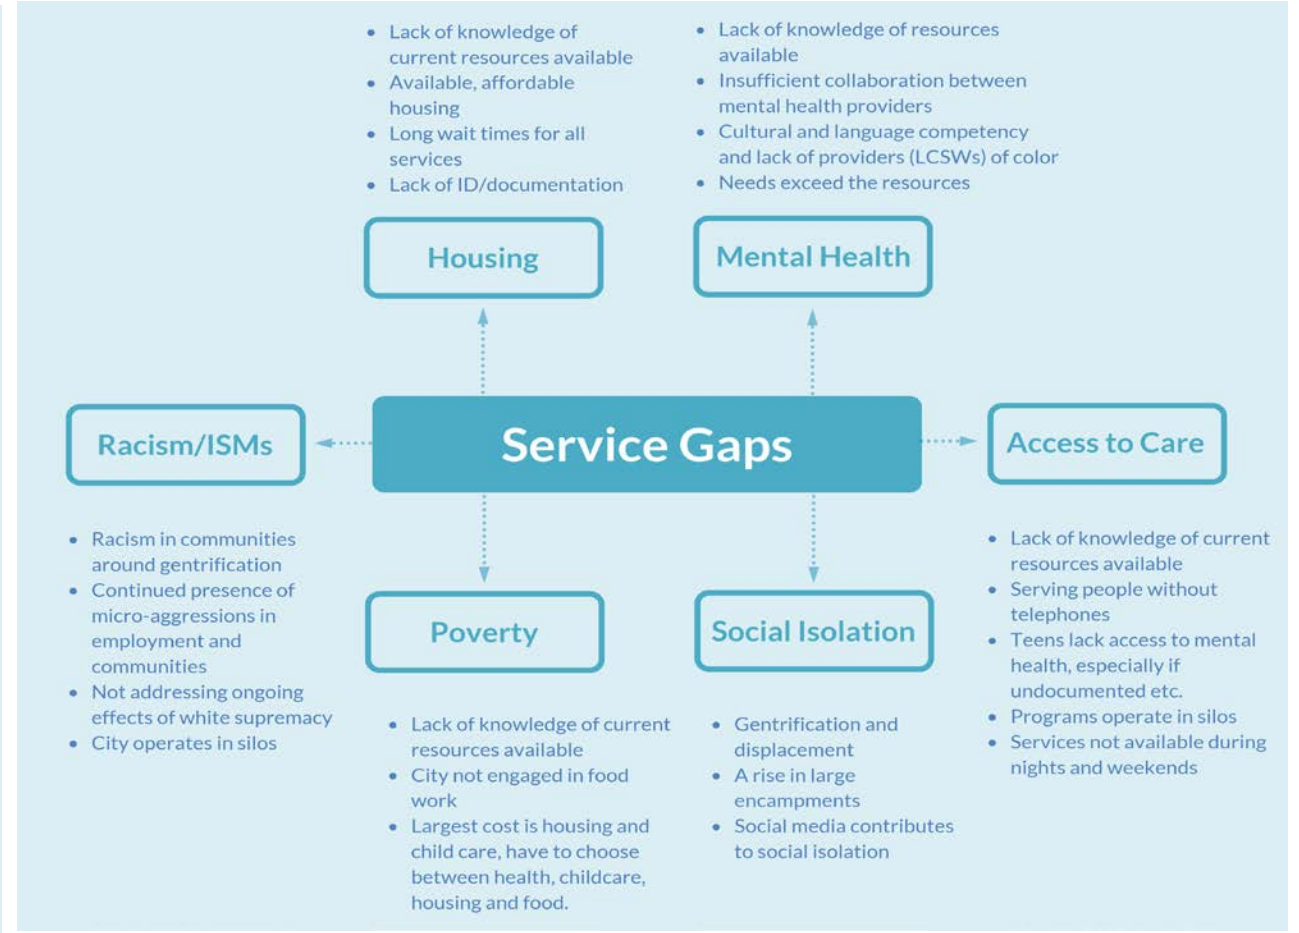 • Lack of knowledge of
current resources available
• Available, affordable
housing
• Long wait times for all
services
• Lack of ID/documentation
Housing
• Lack of knowledge of resources
available
• Insufficient collaboration between
mental health providers
• Cultural and language competency
and lack of providers (LCSWs) of color
• Needs exceed the resources
Mental Health
Service Gaps
Racism/ISMs
• Racism in communities
around gentrification
• Continued presence of
micro-aggressions in
employment and
communities
• Not addressing ongoing
effects of white supremacy
• City operates in silos
Poverty
• Lack of knowledge of current
resources available
• City not engaged in food
work
• Largest cost is housing and
child care, have to choose
between health, childcare,
housing and food.
Social Isolation
• Gentrification and
displacement
• A rise in large
encampments
• Social media contributes
to social isolation
Access to Care
• Lack of knowledge of current
resources available
• Serving people without
telephones
• Teens lack access to mental
health, especially if
undocumented etc.
• Programs operate in silos
• Services not available during
nights and weekends